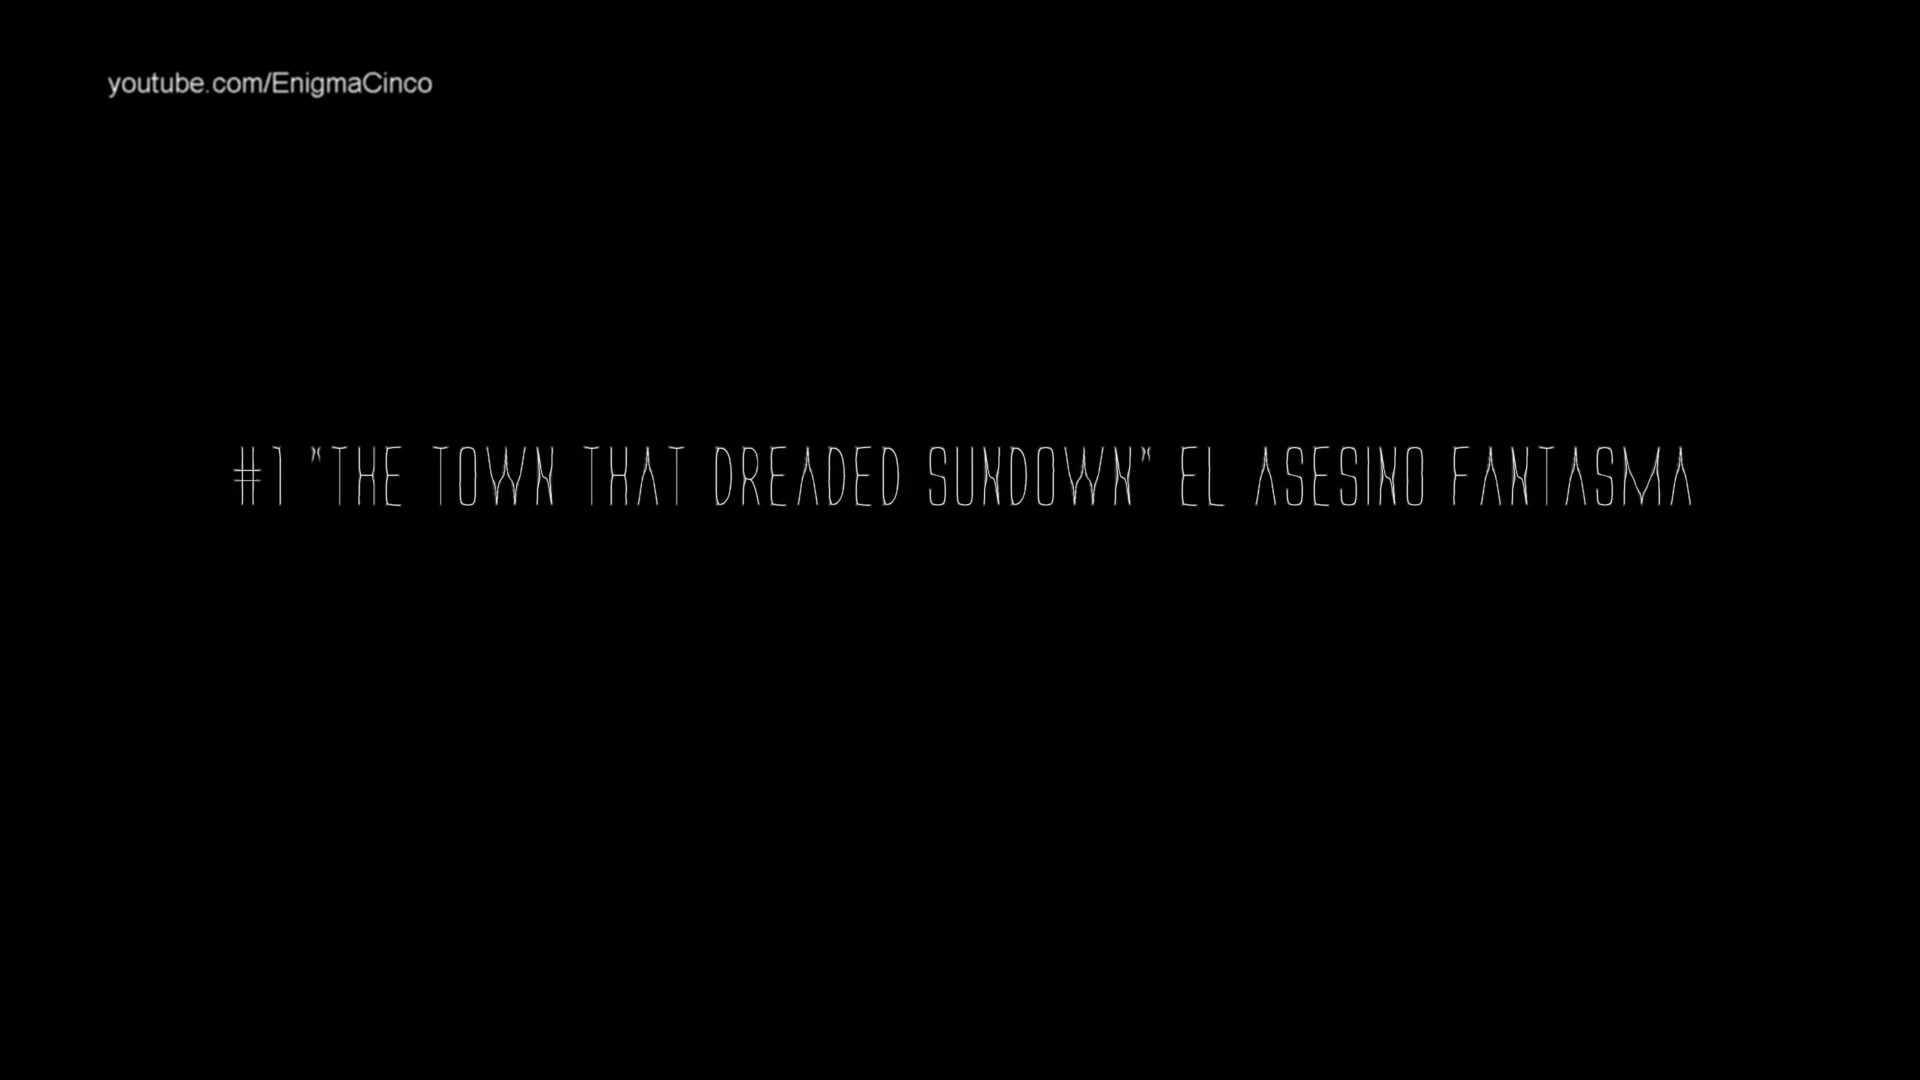 youtube.com/EnigmaCinco
#1 "THE TOWN THAT DREADED SUNDOWN" EL ASESINO FANTASMA